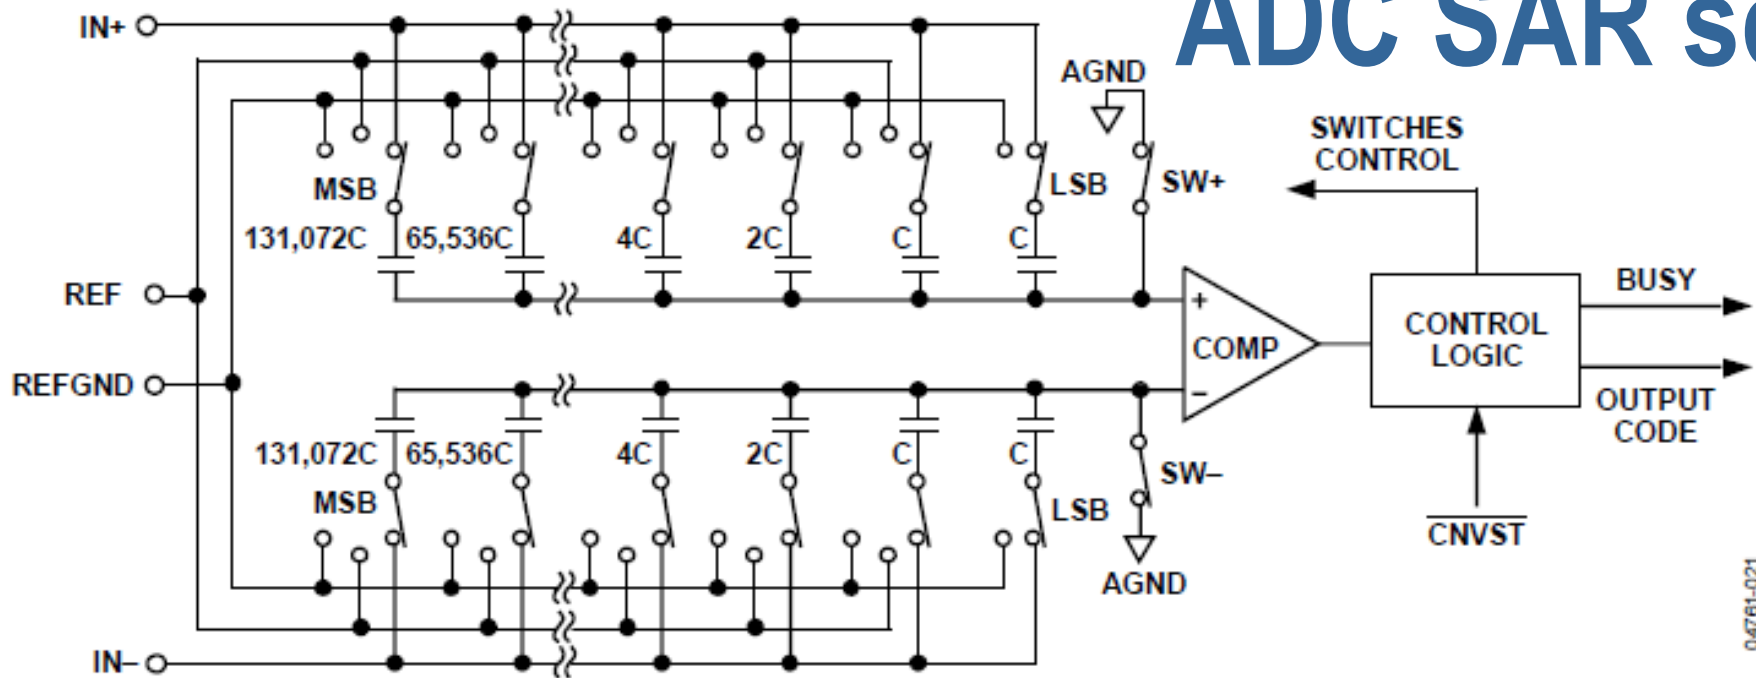 ADC SAR
IN+
AGND
SWITCHES
CONTROL
MSB
LSB
SW+
131,072C
65,536C
4C
2C
C
C
REF
+
COMP
−
CONTROL
LOGIC
BUSY
REFGND
OUTPUT
CODE
131,072C
65,536C
4C
2C
C
C
MSB
LSB
SW−
CNVST
AGND
IN−
04761-021